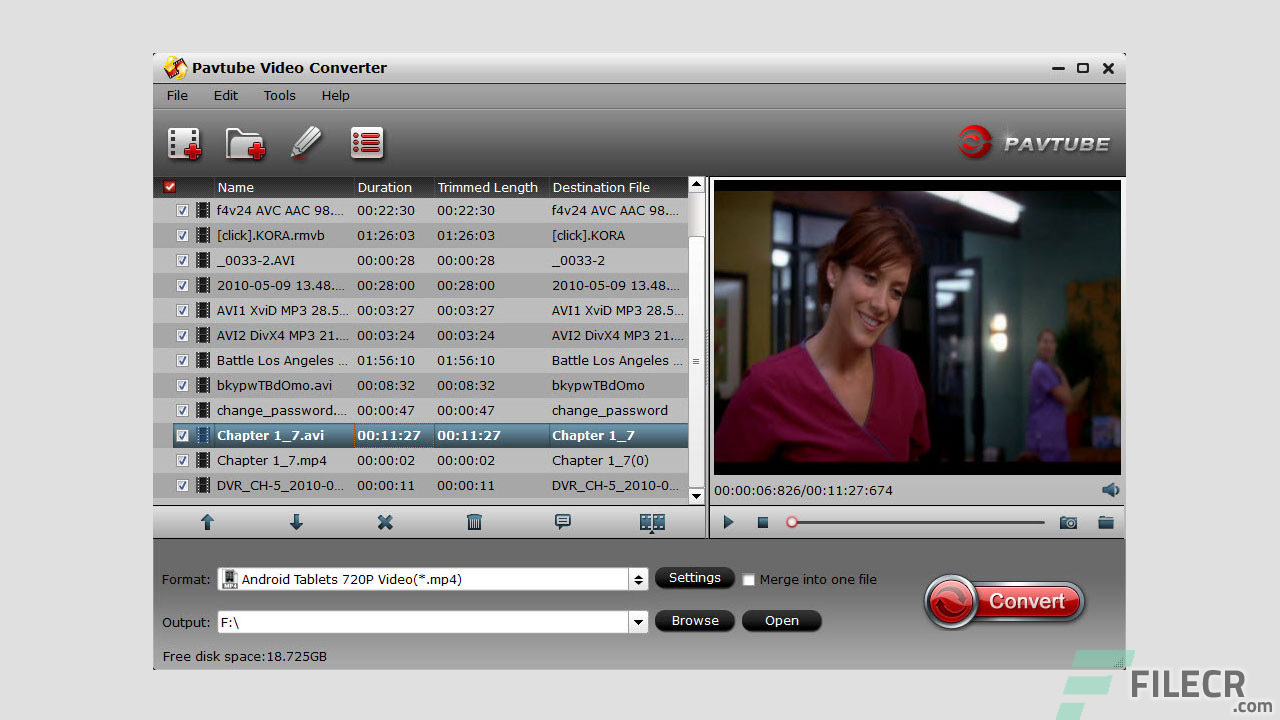 Pavtube Video Converter
File Edit Tools Help
PAVTUBE
Name Duration Trimmed Length Destination File
f4v24 AVC AAC 98.... 00:22:30 00:22:30 f4v24 AVC AAC 98....
[click].KORA.rmvb 01:26:03 01:26:03 [click].KORA
_0033-2.AVI 00:00:28 00:00:28 _0033-2
2010-05-09 13.48.... 00:28:00 00:28:00 2010-05-09 13.48....
AVI1 XviD MP3 28.5... 00:03:27 00:03:27 AVI1 XviD MP3 28.5...
AVI2 DivX4 MP3 21.... 00:03:24 00:03:24 AVI2 DivX4 MP3 21....
Battle Los Angeles ... 01:56:10 01:56:10 Battle Los Angeles ...
bkypwTBdOmo.avi 00:08:32 00:08:32 bkypwTBdOmo
change_password.... 00:00:47 00:00:47 change_password
Chapter 1_7.avi 00:11:27 00:11:27 Chapter 1_7
Chapter 1_7.mp4 00:00:02 00:00:02 Chapter 1_7(0)
DVR_CH-5_2010-0... 00:00:11 00:00:11 DVR_CH-5_2010-0...
00:00:06:826/00:11:27:674
Format: MP4 Android Tablets 720P Video(*.mp4) Settings Merge into one file
Convert
Output: F:\ Browse Open
Free disk space:18.725GB
FILECR
.com